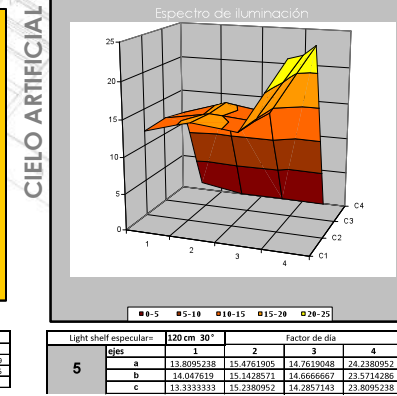 CIELO ARTIFICIAL
Espectro de iluminación
25
20
15
10
5
0
1
2
3
4
C1
C2
C3
C4
0-5 5-10 10-15 15-20 20-25
Light shelf especular= 120 cm 30° Factor de dia
5
ejes 1 2 3 4
a 13.8095238 15.4761905 14.7619048 24.2380952
b 14.047619 15.1428571 14.6666667 23.5714286
c 13.3333333 15.2380952 14.2857143 23.8095238